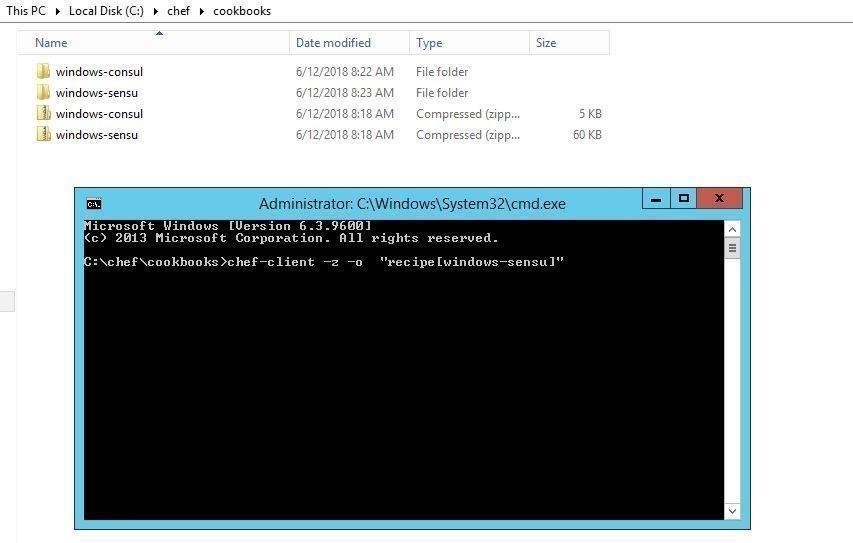 This PC Local Disk (C:) chef cookbooks
Name Date modified Type Size
windows-consul 6/12/2018 8:22 AM File folder
windows-sensu 6/12/2018 8:23 AM File folder
windows-consul 6/12/2018 8:18 AM Compressed (zipp... 5 KB
windows-sensu 6/12/2018 8:18 AM Compressed (zipp... 60 KB
Administrator: C:\Windows\System32\cmd.exe
Microsoft Windows [Version 6.3.9600]
(c) 2013 Microsoft Corporation. All rights reserved.
C:\chef\cookbooks>chef-client -z -o  "recipe[windows-sensu]"